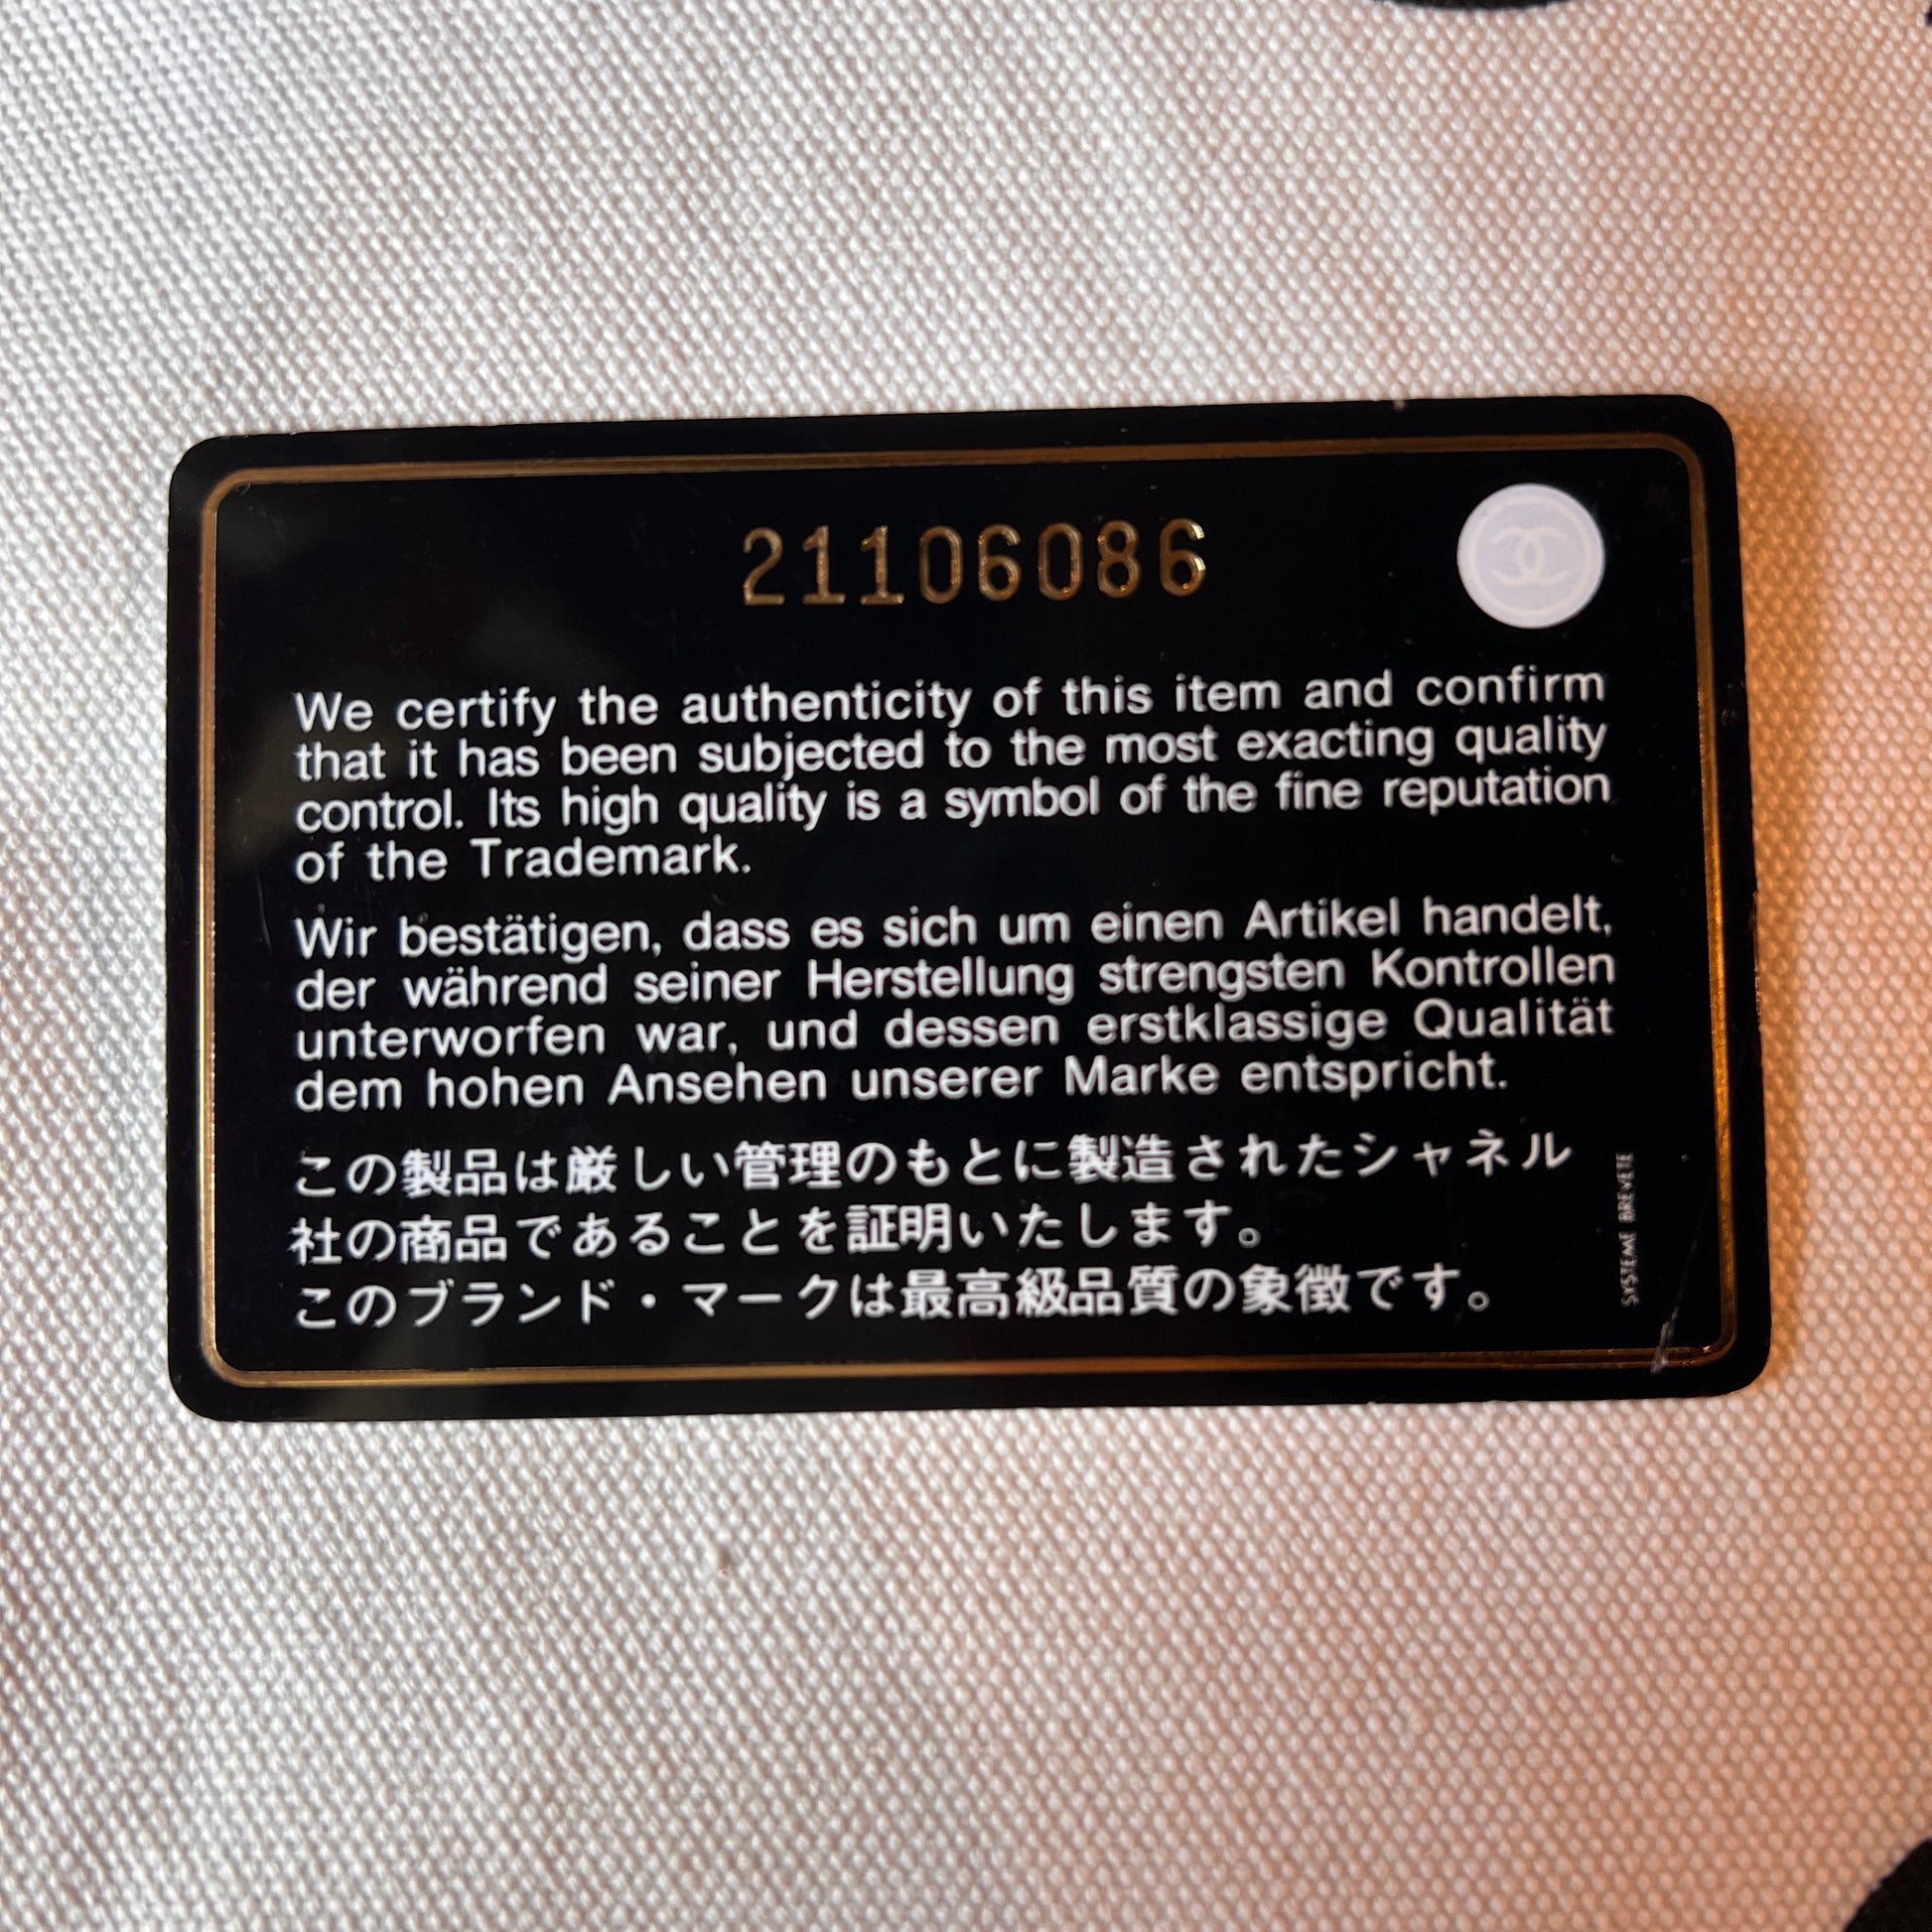 21106086
We certify the authenticity of this item and confirm
that it has been subjected to the most exacting quality
control. Its high quality is a symbol of the fine reputation
of the Trademark.
Wir bestätigen, dass es sich um einen Artikel handelt,
der während seiner Herstellung strengsten Kontrollen
unterworfen war, und dessen erstklassige Qualität
dem hohen Ansehen unserer Marke entspricht.
この製品は厳しい管理のもとに製造されたシャネル
社の商品であることを証明いたします。
このブランド・マークは最高級品質の象徴です。
SYSTEME BREVETE